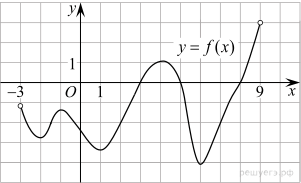 y
y = f(x)
1
−3 O 1 9 x
решуегэ.рф